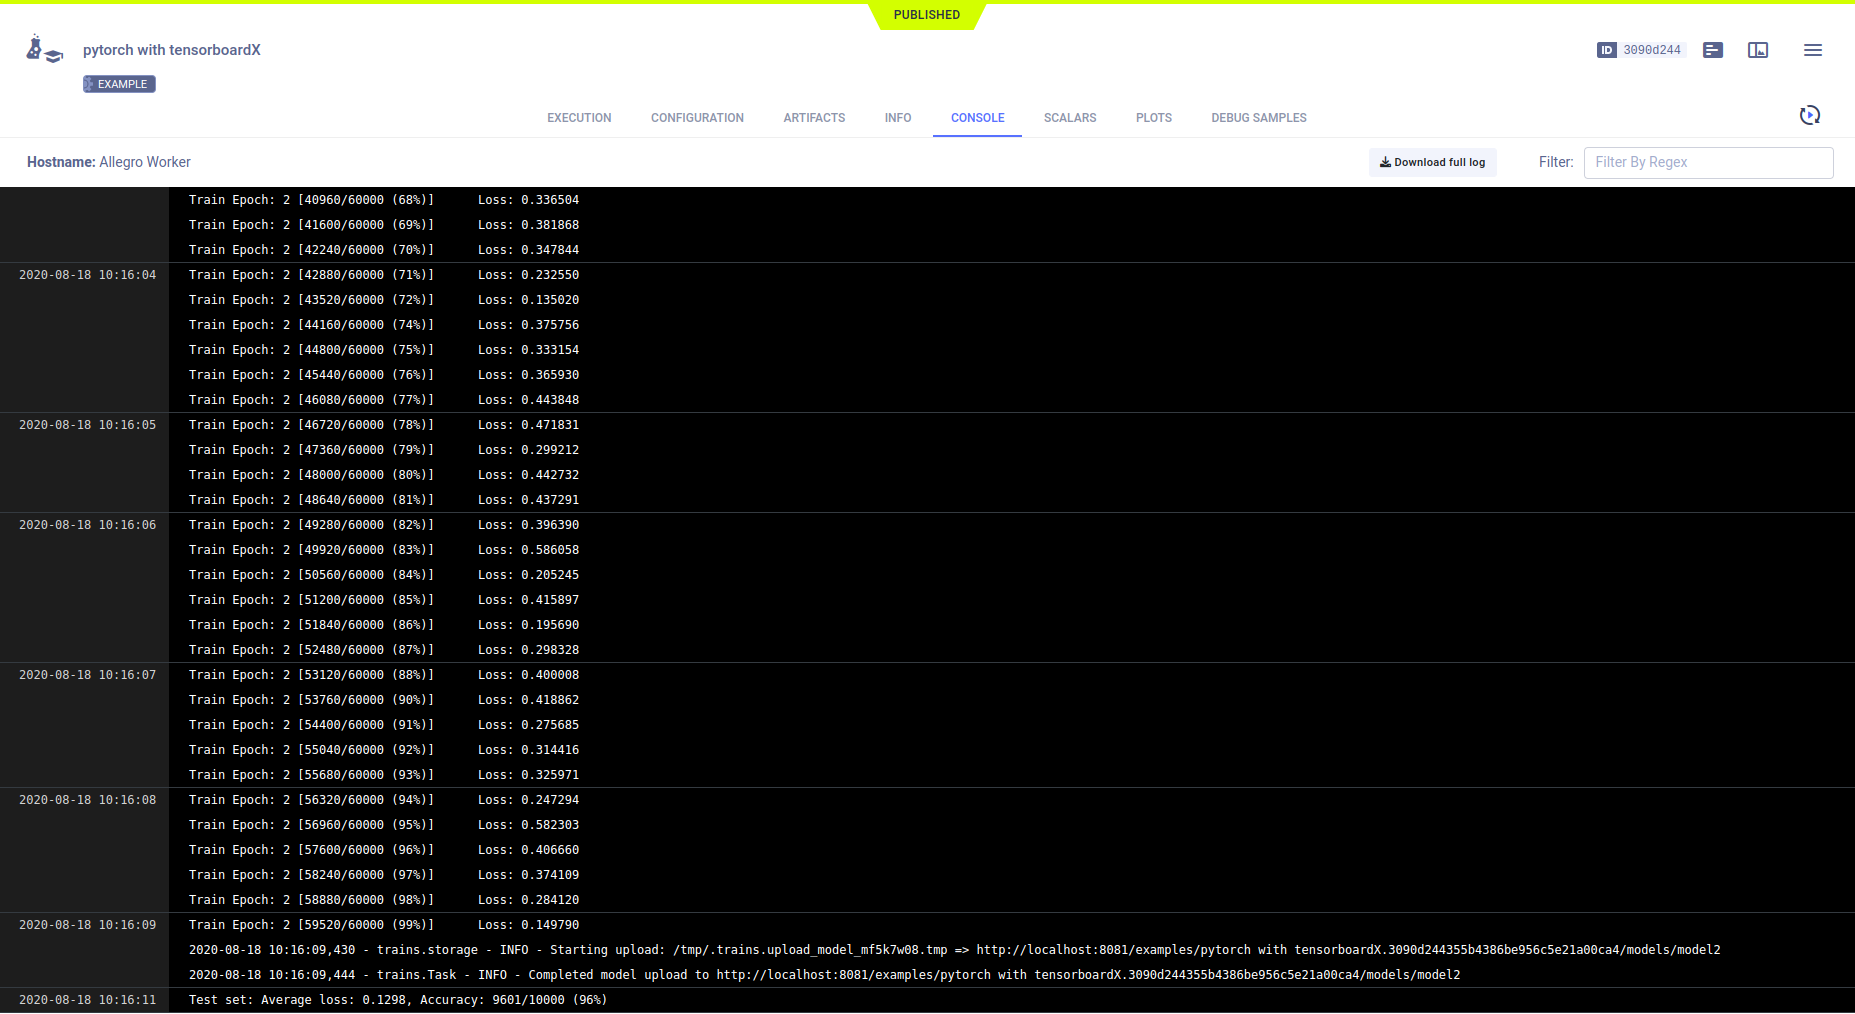 PUBLISHED
pytorch with tensorboardX
ID 3090d244
EXAMPLE
EXECUTION CONFIGURATION ARTIFACTS INFO CONSOLE SCALARS PLOTS DEBUG SAMPLES
Hostname: Allegro Worker Download full log Filter: Filter By Regex
Train Epoch: 2 [40960/60000 (68%)] Loss: 0.336504
Train Epoch: 2 [41600/60000 (69%)] Loss: 0.381868
Train Epoch: 2 [42240/60000 (70%)] Loss: 0.347844
2020-08-18 10:16:04 Train Epoch: 2 [42880/60000 (71%)] Loss: 0.232550
Train Epoch: 2 [43520/60000 (72%)] Loss: 0.135020
Train Epoch: 2 [44160/60000 (74%)] Loss: 0.375756
Train Epoch: 2 [44800/60000 (75%)] Loss: 0.333154
Train Epoch: 2 [45440/60000 (76%)] Loss: 0.365930
Train Epoch: 2 [46080/60000 (77%)] Loss: 0.443848
2020-08-18 10:16:05 Train Epoch: 2 [46720/60000 (78%)] Loss: 0.471831
Train Epoch: 2 [47360/60000 (79%)] Loss: 0.299212
Train Epoch: 2 [48000/60000 (80%)] Loss: 0.442732
Train Epoch: 2 [48640/60000 (81%)] Loss: 0.437291
2020-08-18 10:16:06 Train Epoch: 2 [49280/60000 (82%)] Loss: 0.396390
Train Epoch: 2 [49920/60000 (83%)] Loss: 0.586058
Train Epoch: 2 [50560/60000 (84%)] Loss: 0.205245
Train Epoch: 2 [51200/60000 (85%)] Loss: 0.415897
Train Epoch: 2 [51840/60000 (86%)] Loss: 0.195690
Train Epoch: 2 [52480/60000 (87%)] Loss: 0.298328
2020-08-18 10:16:07 Train Epoch: 2 [53120/60000 (88%)] Loss: 0.400008
Train Epoch: 2 [53760/60000 (90%)] Loss: 0.418862
Train Epoch: 2 [54400/60000 (91%)] Loss: 0.275685
Train Epoch: 2 [55040/60000 (92%)] Loss: 0.314416
Train Epoch: 2 [55680/60000 (93%)] Loss: 0.325971
2020-08-18 10:16:08 Train Epoch: 2 [56320/60000 (94%)] Loss: 0.247294
Train Epoch: 2 [56960/60000 (95%)] Loss: 0.582303
Train Epoch: 2 [57600/60000 (96%)] Loss: 0.406660
Train Epoch: 2 [58240/60000 (97%)] Loss: 0.374109
Train Epoch: 2 [58880/60000 (98%)] Loss: 0.284120
2020-08-18 10:16:09 Train Epoch: 2 [59520/60000 (99%)] Loss: 0.149790
2020-08-18 10:16:09,430 - trains.storage - INFO - Starting upload: /tmp/.trains.upload_model_mf5k7w08.tmp => http://localhost:8081/examples/pytorch with tensorboardX.3090d244355b4386be956c5e21a00ca4/models/model2
2020-08-18 10:16:09,444 - trains.Task - INFO - Completed model upload to http://localhost:8081/examples/pytorch with tensorboardX.3090d244355b4386be956c5e21a00ca4/models/model2
2020-08-18 10:16:11 Test set: Average loss: 0.1298, Accuracy: 9601/10000 (96%)